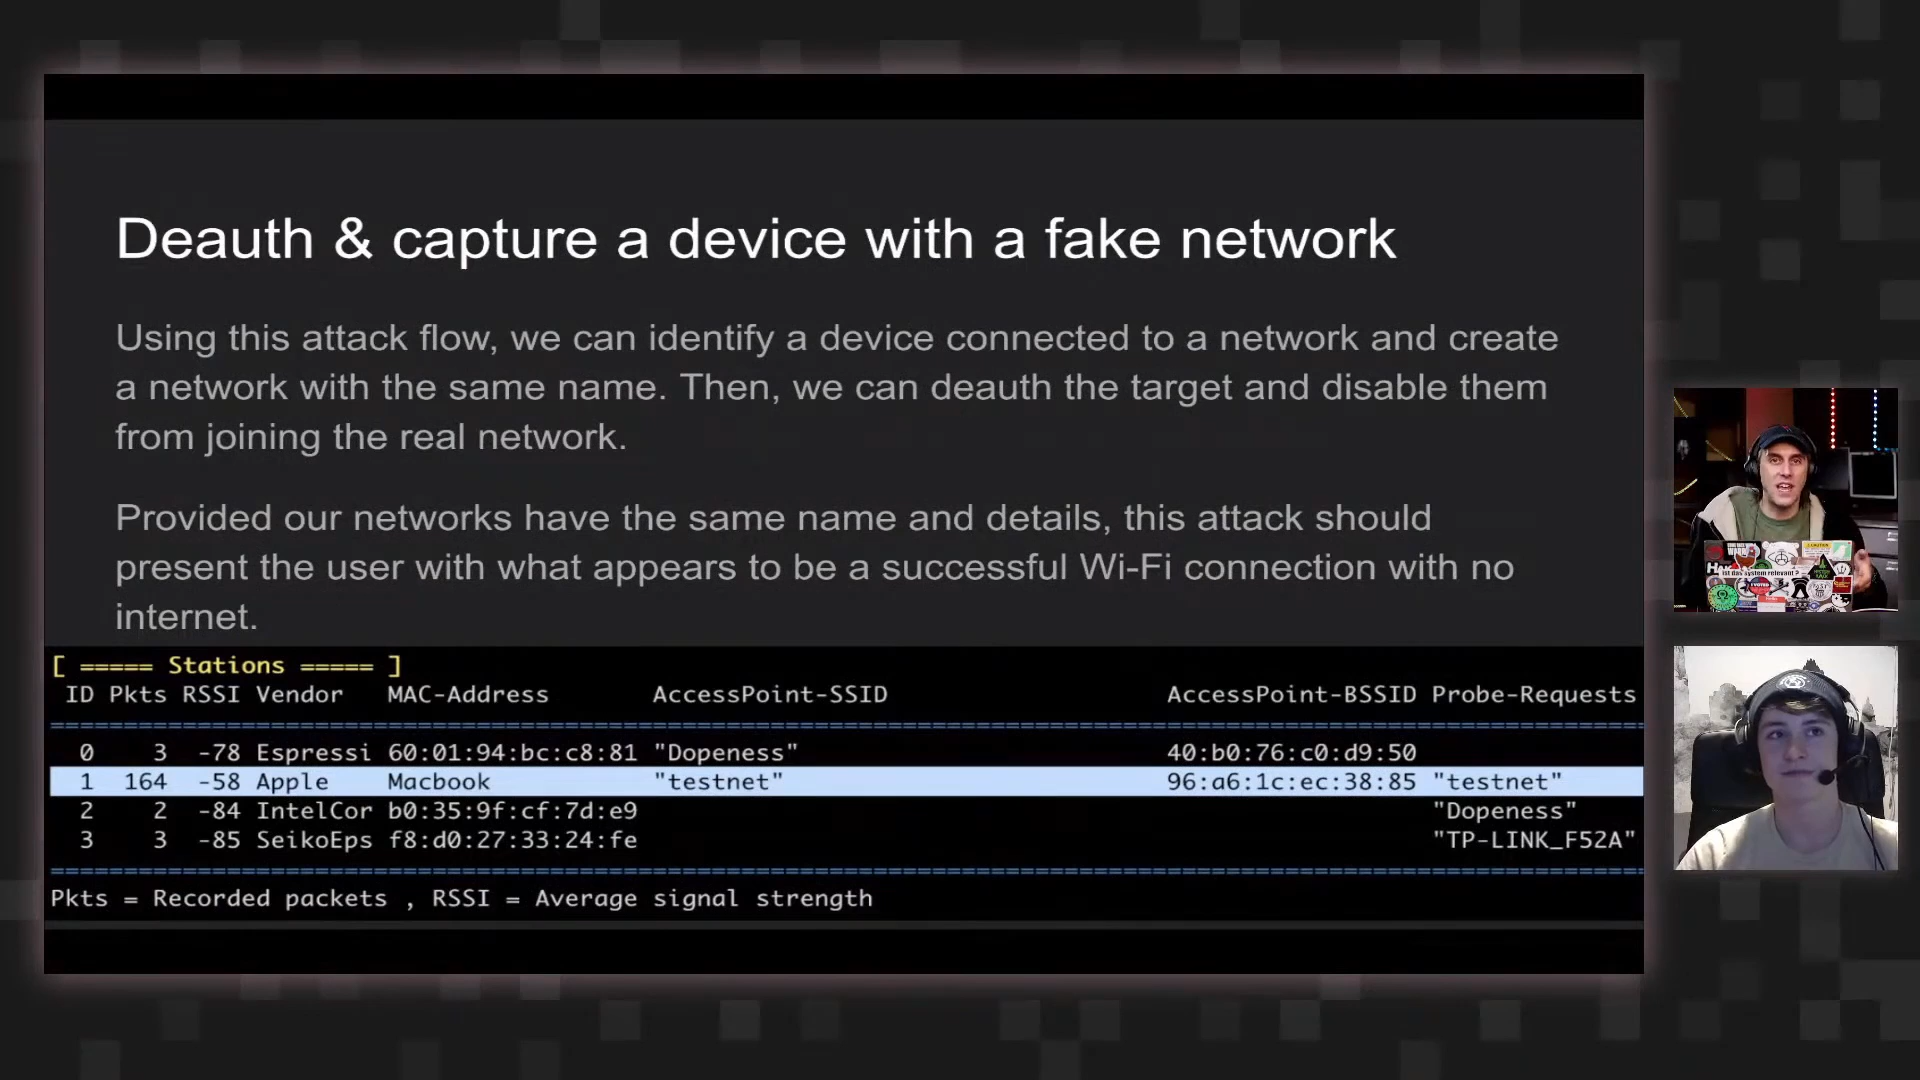 Deauth & capture a device with a fake network
Using this attack flow, we can identify a device connected to a network and create
a network with the same name. Then, we can deauth the target and disable them
from joining the real network.
Provided our networks have the same name and details, this attack should
present the user with what appears to be a successful Wi-Fi connection with no
internet.
[ ===== Stations ===== ]
ID Pkts RSSI Vendor MAC-Address AccessPoint-SSID AccessPoint-BSSID Probe-Requests
0 3 -78 Espressi 60:01:94:bc:c8:81 "Dopeness" 40:b0:76:c0:d9:50
1 164 -58 Apple Macbook "testnet" 96:a6:1c:ec:38:85 "testnet"
2 2 -84 IntelCor b0:35:9f:cf:7d:e9 "Dopeness"
3 3 -85 SeikoEps f8:d0:27:33:24:fe "TP-LINK_F52A"
Pkts = Recorded packets , RSSI = Average signal strength
ist das system relevant ?